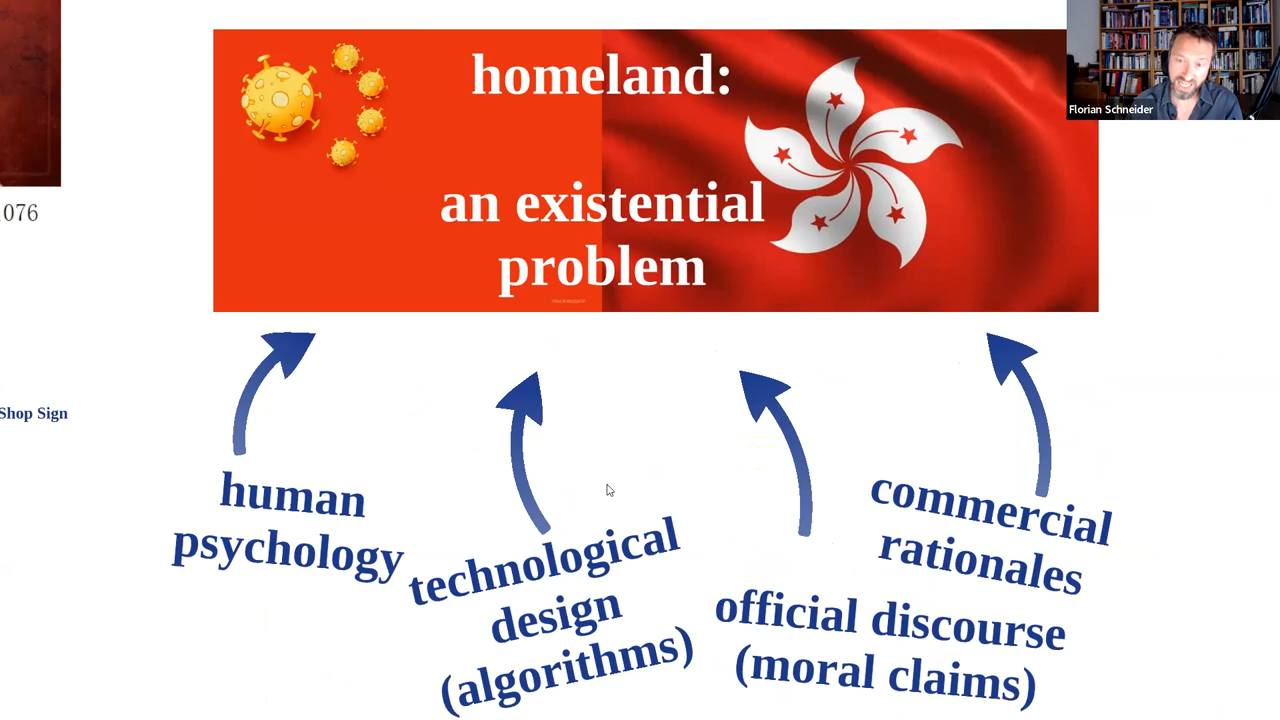 homeland:
an existential
problem
Florian Schneider
076
Shop Sign
human
psychology
technological
design
(algorithms)
official discourse
(moral claims)
commercial
rationales